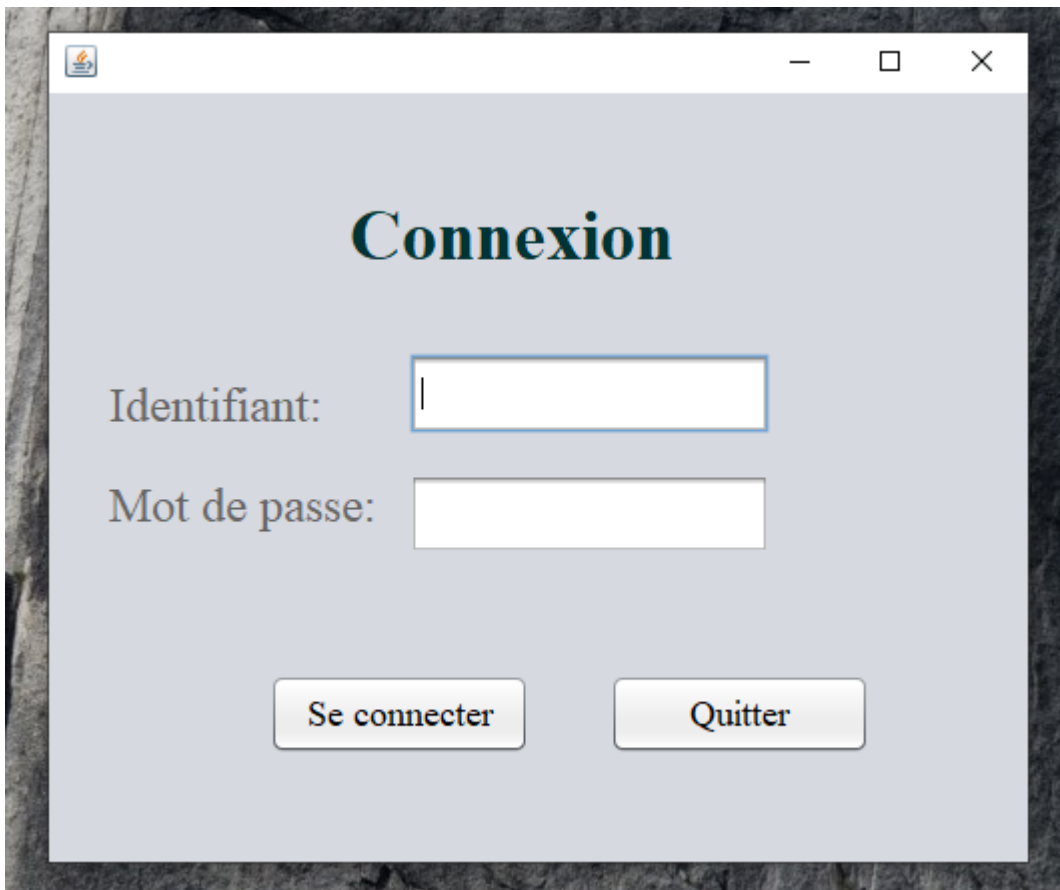 Connexion
Identifiant:
Mot de passe:
Se connecter
Quitter